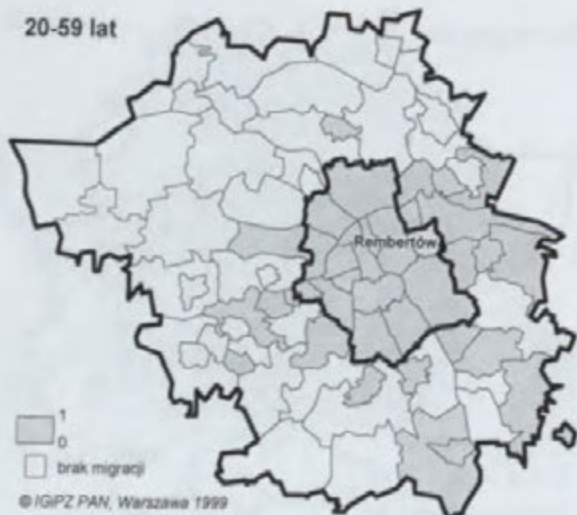 20-59 lat
Rembertów
1
0
brak migracji
© IGiPZ PAN, Warszawa 1999